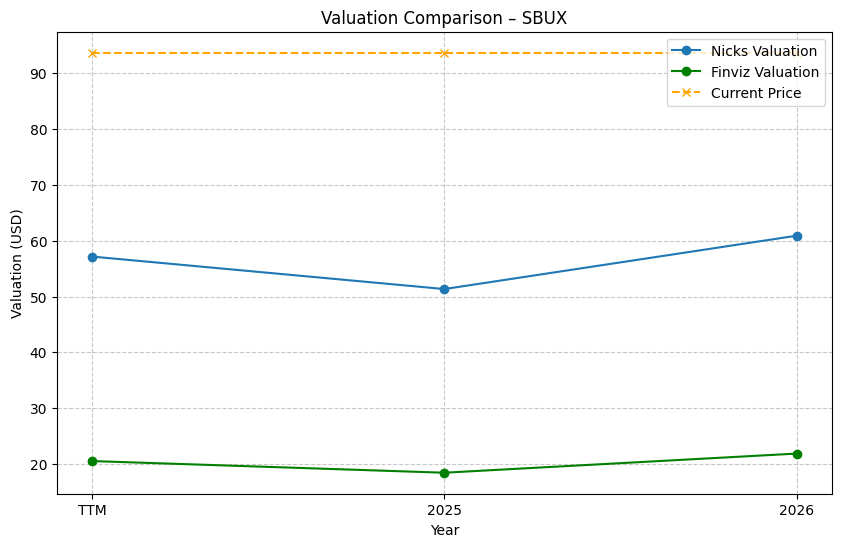 Valuation Comparison – SBUX
Nicks Valuation
Finviz Valuation
Current Price
Valuation (USD)
90
80
70
60
50
40
30
20
TTM
2025
2026
Year